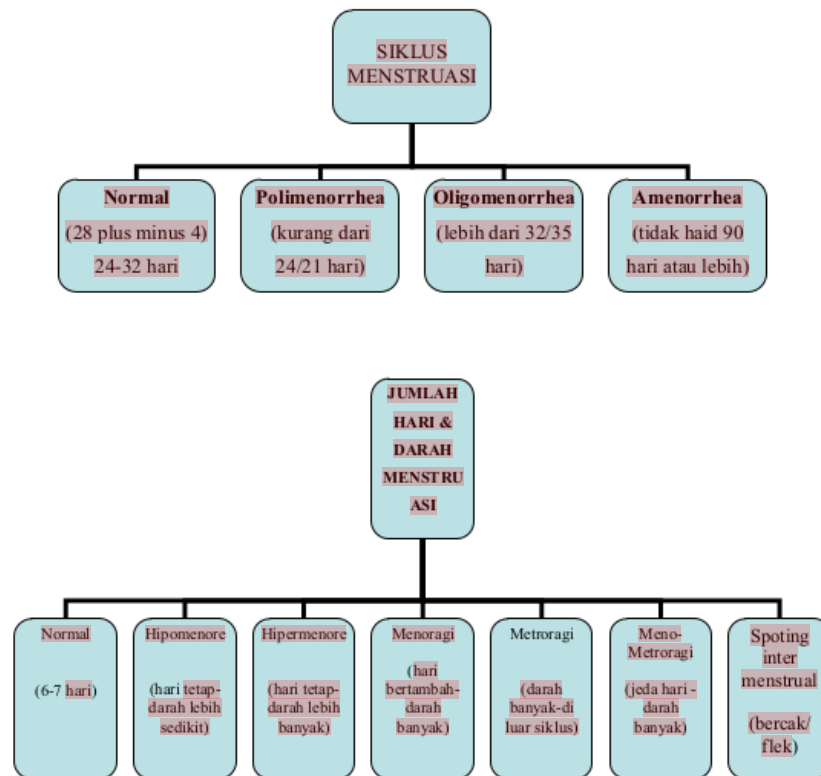 SIKLUS
MENSTRUASI
Normal
(28 plus minus 4)
24-32 hari
Polimenorrhea
(kurang dari
24/21 hari)
Oligomenorrhea
(lebih dari 32/35
hari)
Amenorrhea
(tidak haid 90
hari atau lebih)
JUMLAH
HARI &
DARAH
MENSTRU
ASI
Normal
(6-7 hari)
Hipomenore
(hari tetap-
darah lebih
sedikit)
Hipermenore
(hari tetap-
darah lebih
banyak)
Menoragi
(hari
bertambah-
darah
banyak)
Metroragi
(darah
banyak-di
luar siklus)
Meno-
Metroragi
(jeda hari -
darah
banyak)
Spoting
inter
menstrual
(bercak/
flek)